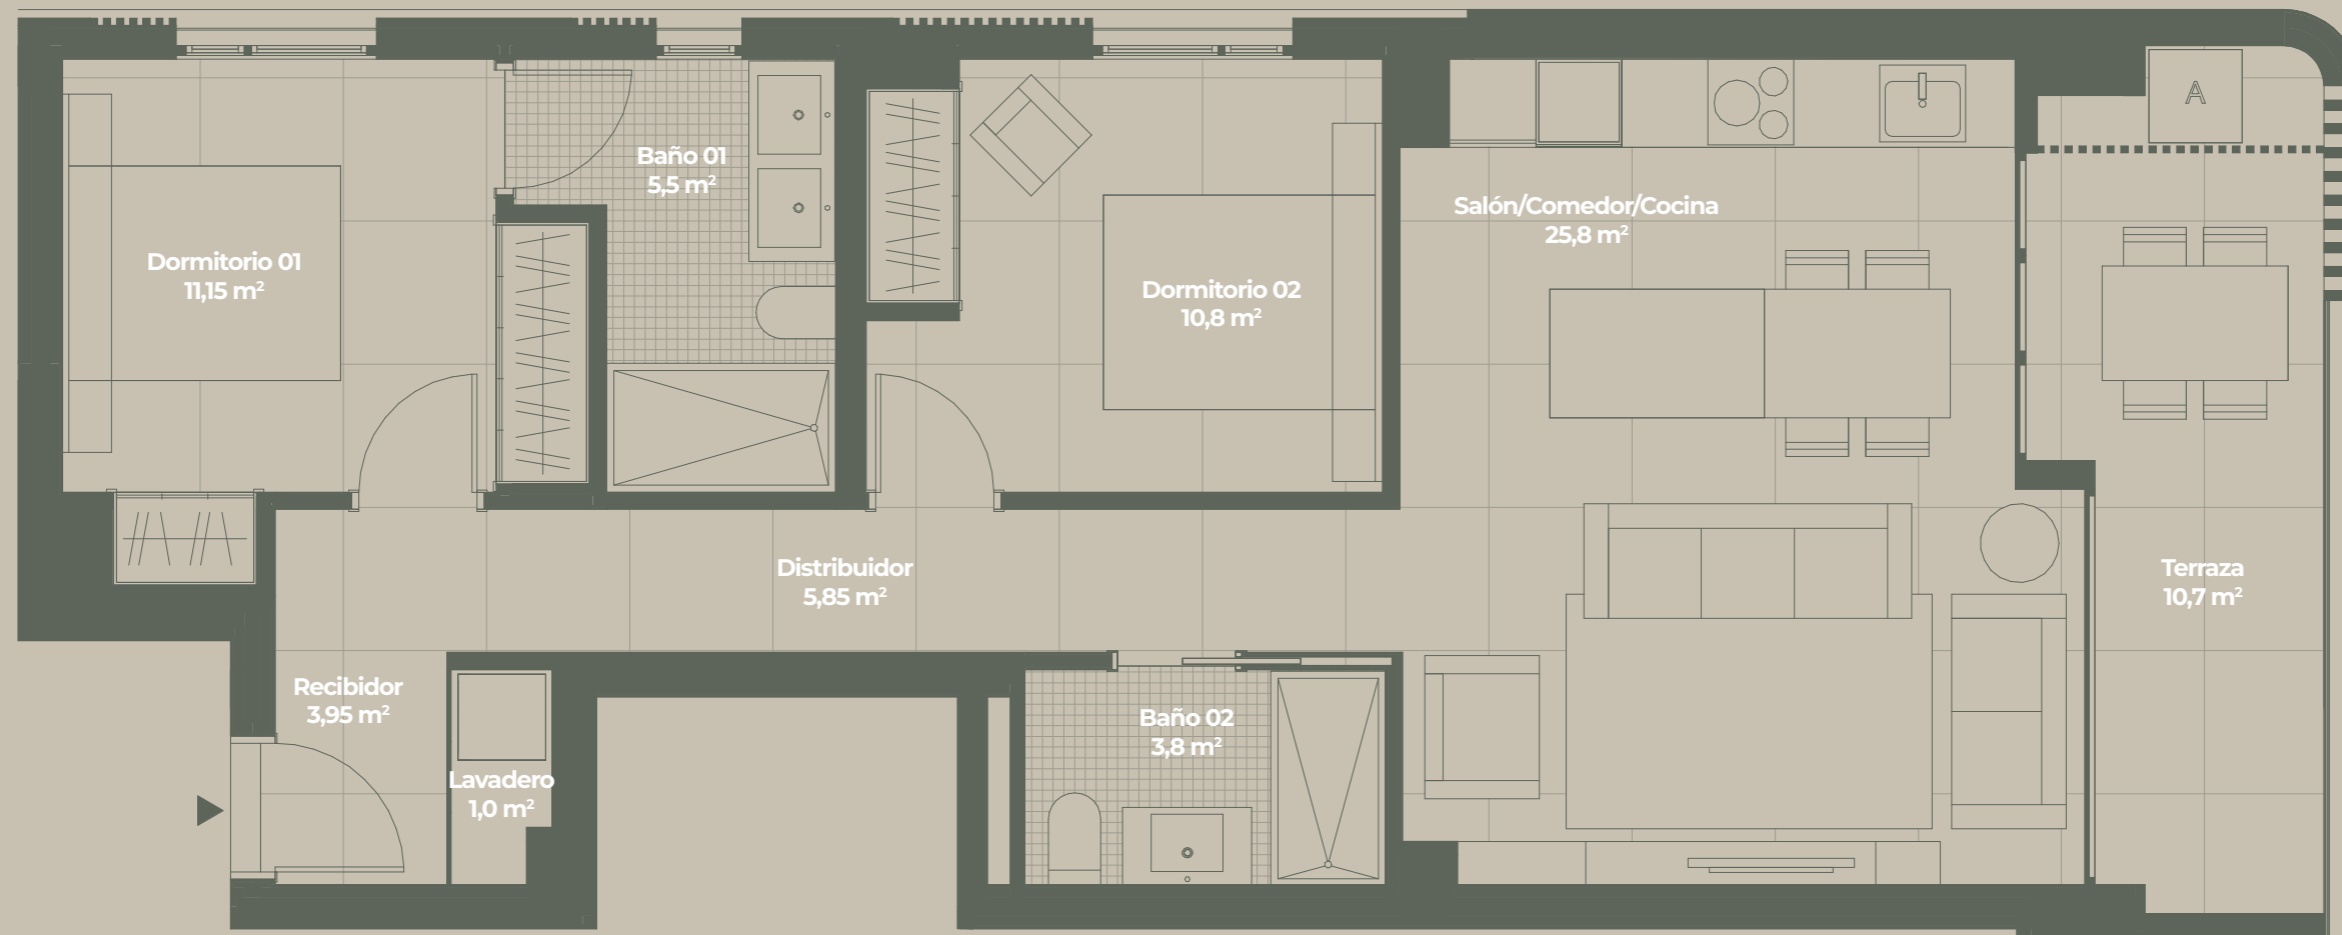 Baño 01
5,5 m²
A
Salón/Comedor/Cocina
25,8 m²
Dormitorio 01
11,15 m²
Dormitorio 02
10,8 m²
Distribuidor
5,85 m²
Terraza
10,7 m²
Recibidor
3,95 m²
Baño 02
3,8 m²
Lavadero
1,0 m²